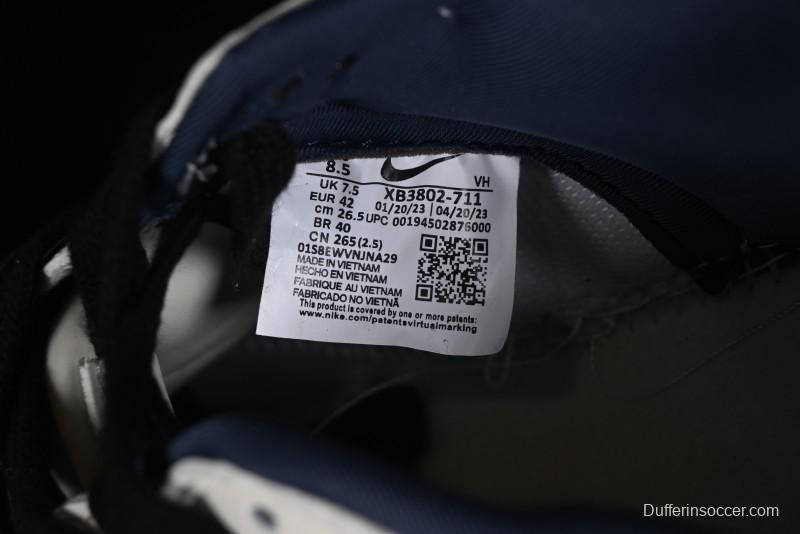 8.5
VH
UK 7.5 XB3802-711
EUR 42 01/20/23 | 04/20/23
cm 26.5 UPC 00194502876000
BR 40
CN 265(2.5)
01S8EWVNJNA29
MADE IN VIETNAM
HECHO EN VIETNAM
FABRIQUE AU VIETNAM
FABRICADO NO VIETNÃ
This product is covered by one or more patents:
www.nike.com/patentsvirtualmarking
Dufferinsoccer.com